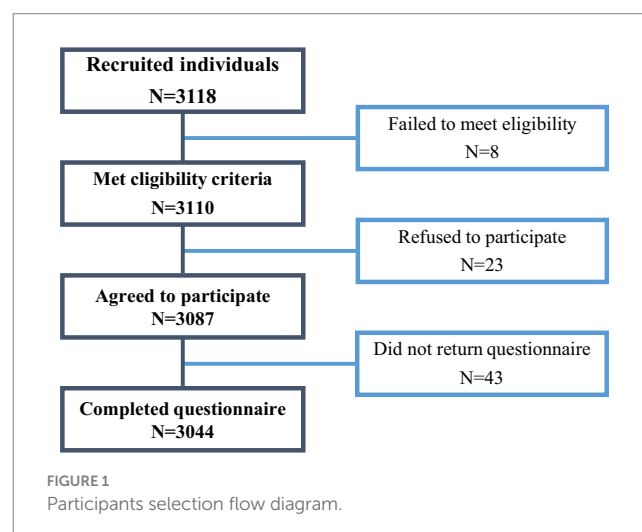 Recruited individuals
N=3118
Failed to meet eligibility
N=8
Met cligibility criteria
N=3110
Refused to participate
N=23
Agreed to participate
N=3087
Did not return questionnaire
N=43
Completed questionnaire
N=3044
FIGURE 1
Participants selection flow diagram.